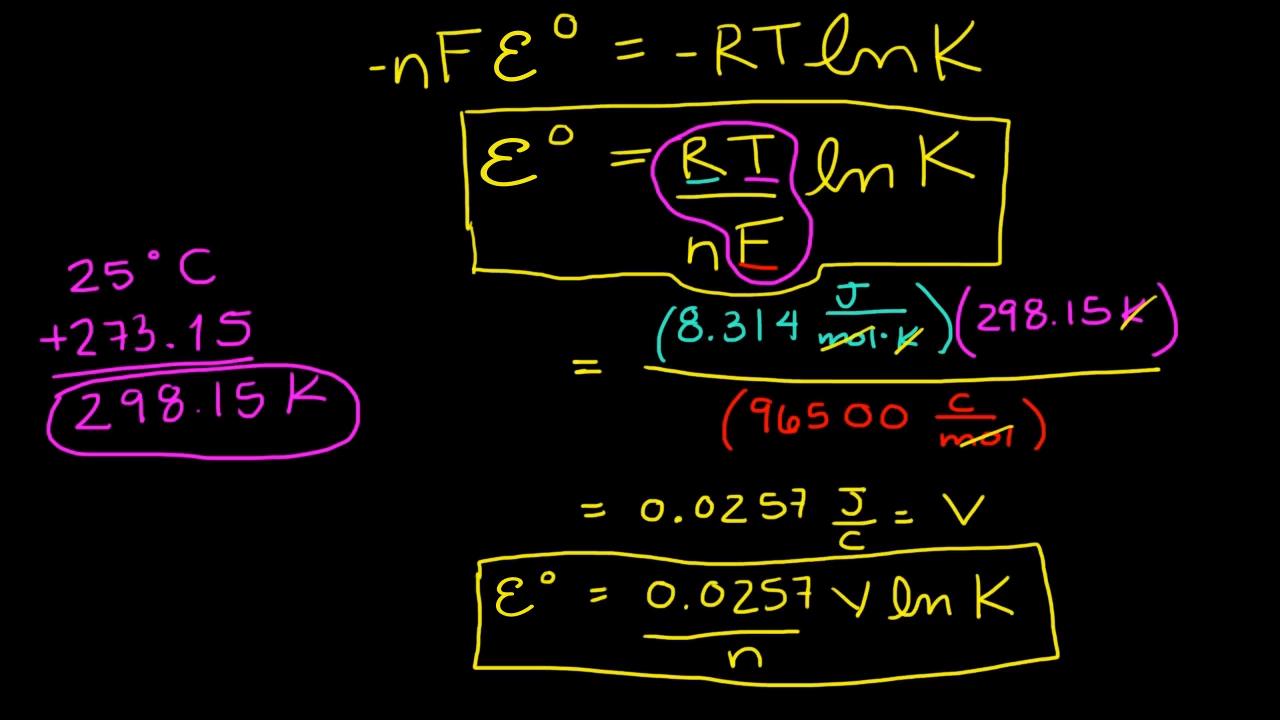 -nFℰ° = -RT ln K
ℰ° = RT/nF ln K
25°C
+273.15
298.15 K
= (8.314 J/mol·K)(298.15 K)/(96500 C/mol)
= 0.0257 J/C = V
ℰ° = 0.0257/n V ln K